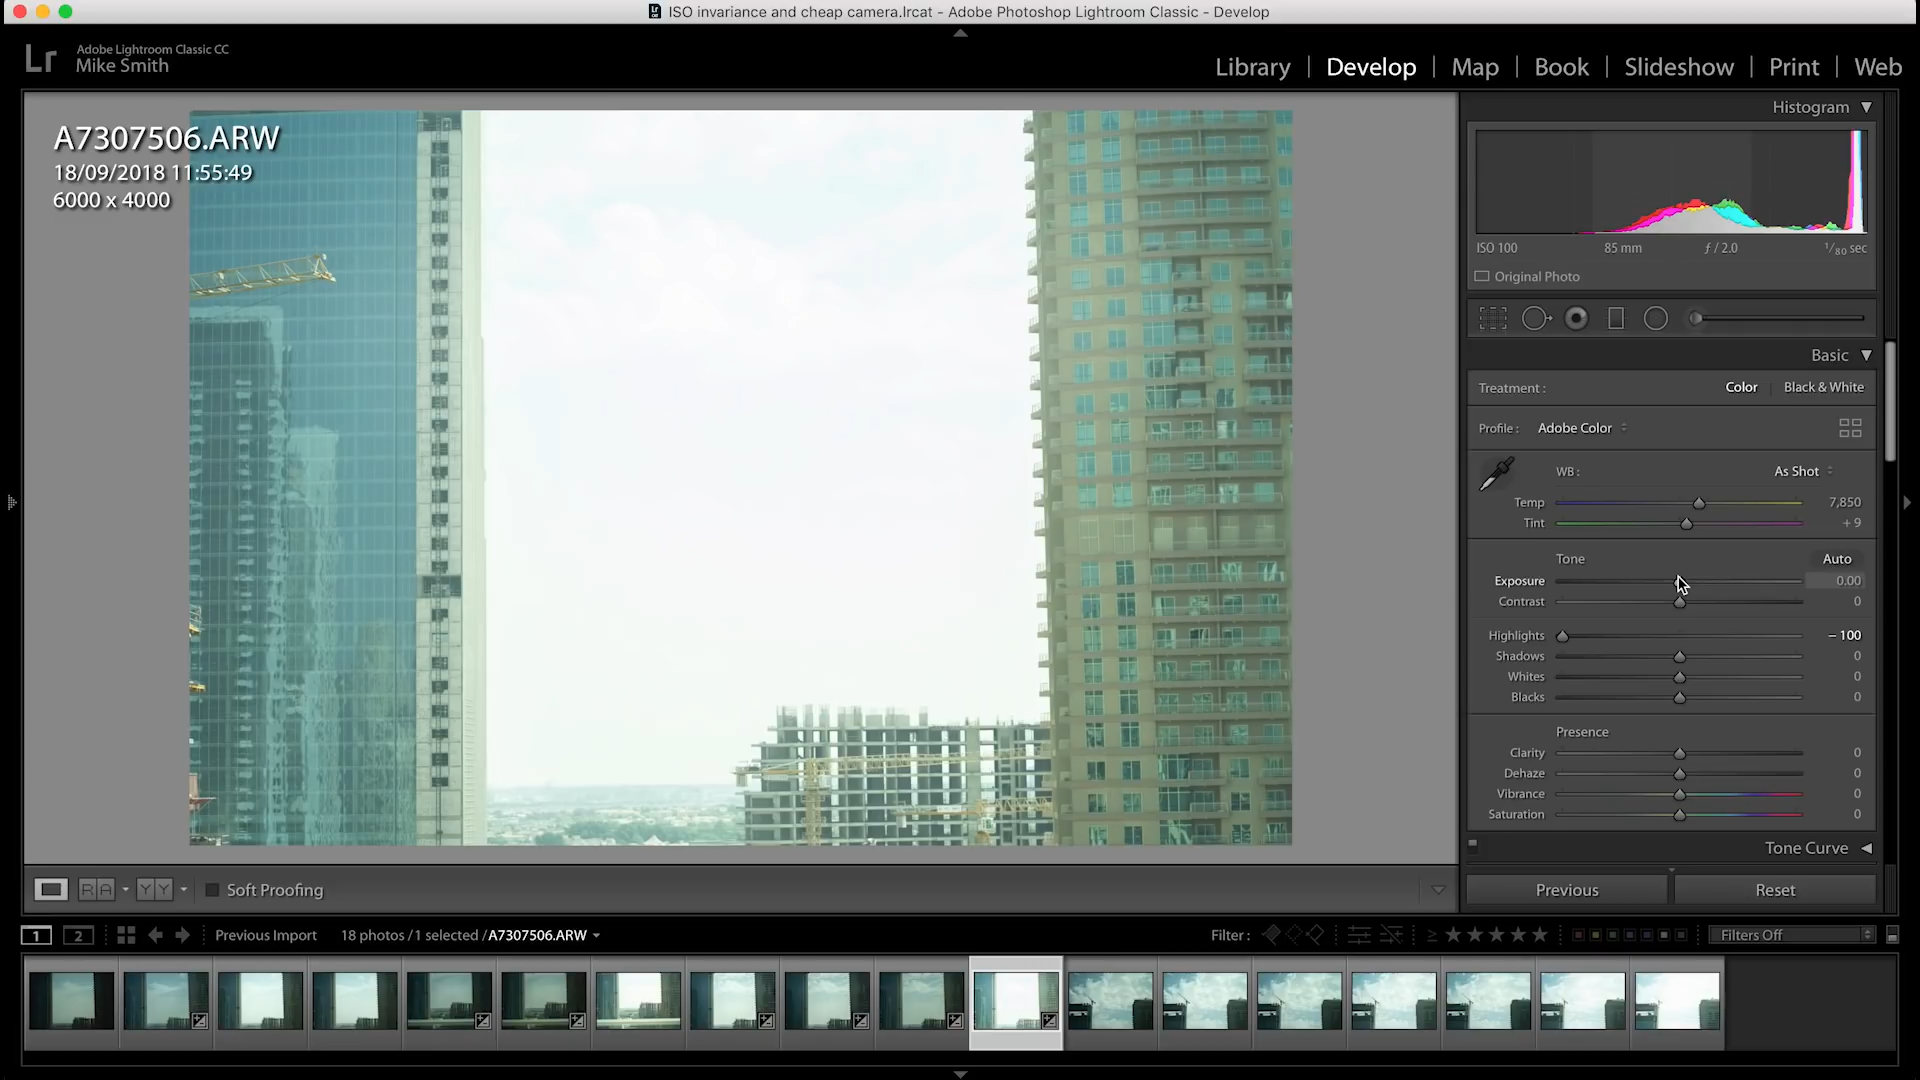 ISO invariance and cheap camera.lrcat - Adobe Photoshop Lightroom Classic - Develop
Lr
Adobe Lightroom Classic CC
Mike Smith
Library | Develop | Map | Book | Slideshow | Print | Web
A7307506.ARW
18/09/2018 11:55:49
6000 x 4000
Histogram
ISO 100 85 mm ƒ / 2.0 1/80 sec
Original Photo
Basic
Treatment : Color Black & White
Profile : Adobe Color
WB : As Shot
Temp 7,850
Tint + 9
Tone Auto
Exposure 0.00
Contrast 0
Highlights – 100
Shadows 0
Whites 0
Blacks 0
Presence
Clarity 0
Dehaze 0
Vibrance 0
Saturation 0
Tone Curve
Previous Reset
R A Y Y Soft Proofing
1 2 Previous Import 18 photos / 1 selected / A7307506.ARW Filter : ≥ ★★★★★ Filters Off